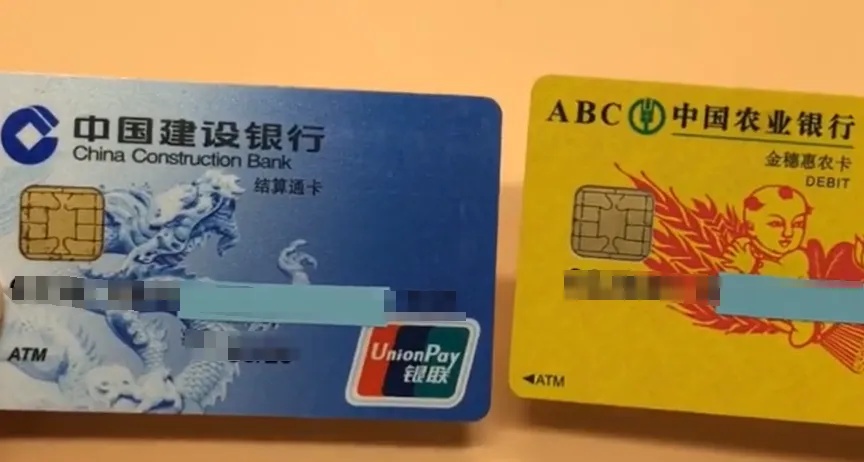 中国建设银行
China Construction Bank
结算通卡
ATM
UnionPay
银联
ABC 中国农业银行
金穗惠农卡
DEBIT
◀ATM